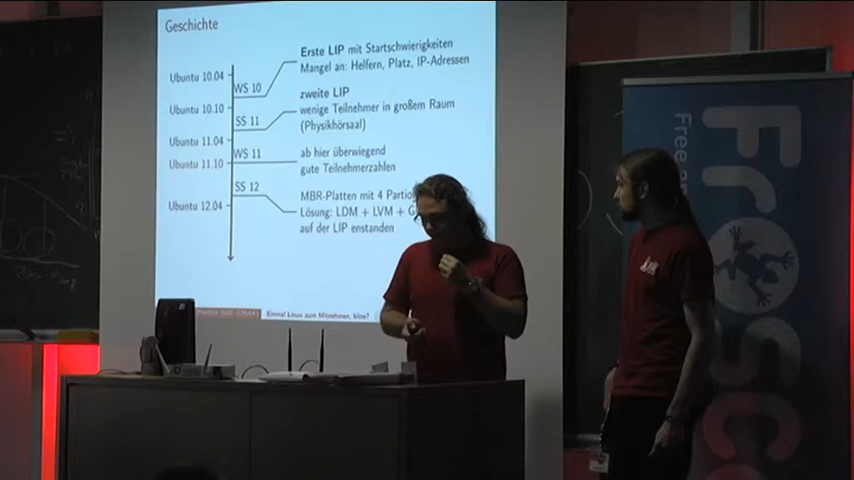 Geschichte
Ubuntu 10.04
WS 10
Erste LIP mit Startschwierigkeiten
Mangel an: Helfern, Platz, IP-Adressen
Ubuntu 10.10
SS 11
zweite LIP
wenige Teilnehmer in großem Raum
(Physikhörsaal)
Ubuntu 11.04
WS 11
Ubuntu 11.10
ab hier überwiegend
gute Teilnehmerzahlen
SS 12
Ubuntu 12.04
MBR-Platten mit 4 Partio
Lösung: LDM + LVM + G
auf der LIP enstanden
Einmal Linux zum Mitnehmen, bitte?
Free
FrOSC